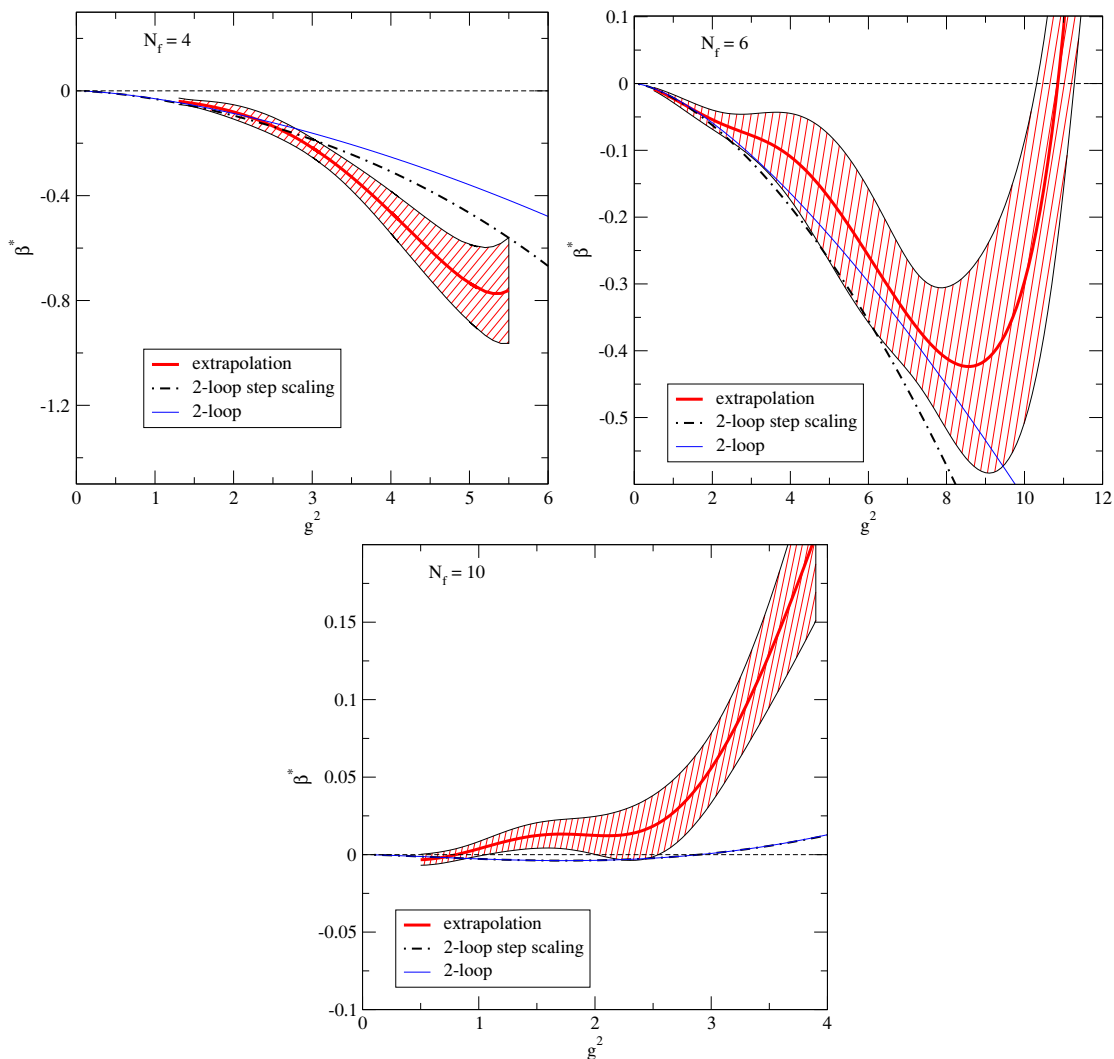 N_f = 4
0
-0.4
-0.8
-1.2
β*
0 1 2 3 4 5 6
g^2
extrapolation
2-loop step scaling
2-loop
N_f = 6
0.1
0
-0.1
-0.2
-0.3
-0.4
-0.5
β*
0 2 4 6 8 10 12
g^2
extrapolation
2-loop step scaling
2-loop
N_f = 10
0.15
0.1
0.05
0
-0.05
-0.1
β*
0 1 2 3 4
g^2
extrapolation
2-loop step scaling
2-loop